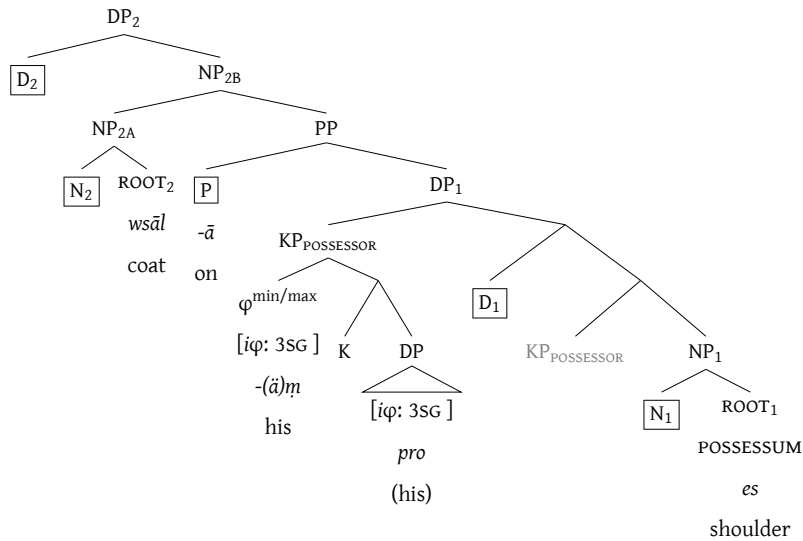 DP₂
D₂ NP₂B
NP₂A PP
N₂ ROOT₂ P DP₁
wsāl -ā
coat on KPPOSSESSOR
φmin/max D₁
[iφ: 3SG ] K DP KPPOSSESSOR NP₁
-(ä)ṃ [iφ: 3SG ] N₁ ROOT₁
his pro POSSESSUM
(his) es
shoulder